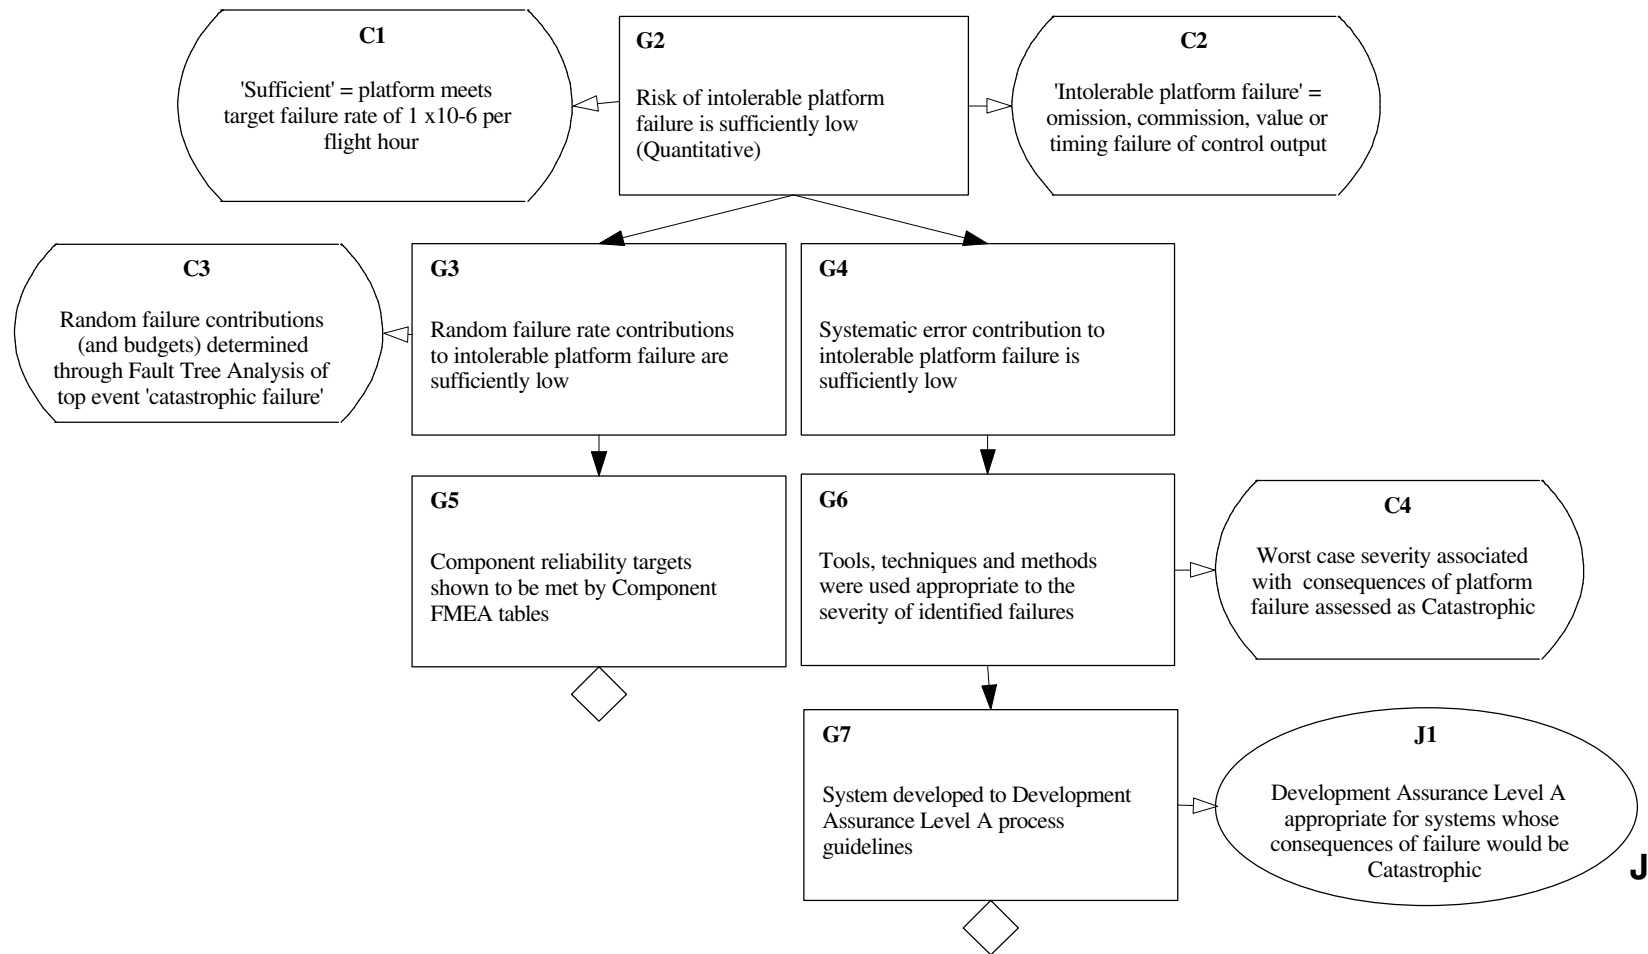 C1
'Sufficient' = platform meets
target failure rate of 1 x10-6 per
flight hour
G2
Risk of intolerable platform
failure is sufficiently low
(Quantitative)
C2
'Intolerable platform failure' =
omission, commission, value or
timing failure of control output
C3
Random failure contributions
(and budgets) determined
through Fault Tree Analysis of
top event 'catastrophic failure'
G3
Random failure rate contributions
to intolerable platform failure are
sufficiently low
G4
Systematic error contribution to
intolerable platform failure is
sufficiently low
G5
Component reliability targets
shown to be met by Component
FMEA tables
G6
Tools, techniques and methods
were used appropriate to the
severity of identified failures
C4
Worst case severity associated
with consequences of platform
failure assessed as Catastrophic
G7
System developed to Development
Assurance Level A process
guidelines
J1
Development Assurance Level A
appropriate for systems whose
consequences of failure would be
Catastrophic
J